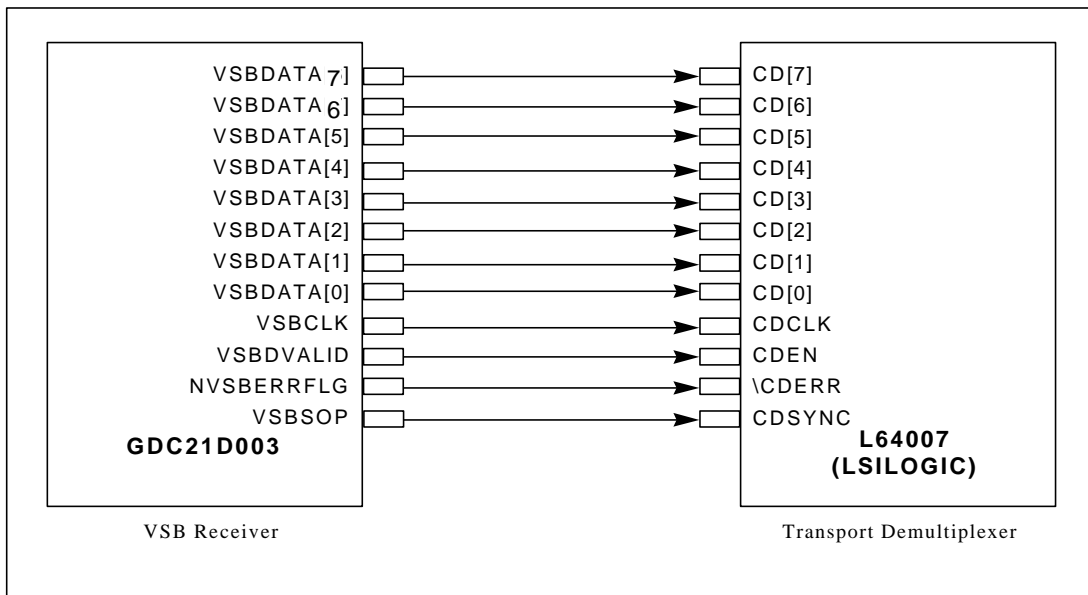 VSBDATA[7] CD[7]
VSBDATA[6] CD[6]
VSBDATA[5] CD[5]
VSBDATA[4] CD[4]
VSBDATA[3] CD[3]
VSBDATA[2] CD[2]
VSBDATA[1] CD[1]
VSBDATA[0] CD[0]
VSBCLK CDCLK
VSBDVALID CDEN
NVSBERRFLG \CDERR
VSBSOP CDSYNC
GDC21D003 L64007
(LSILOGIC)
VSB Receiver Transport Demultiplexer